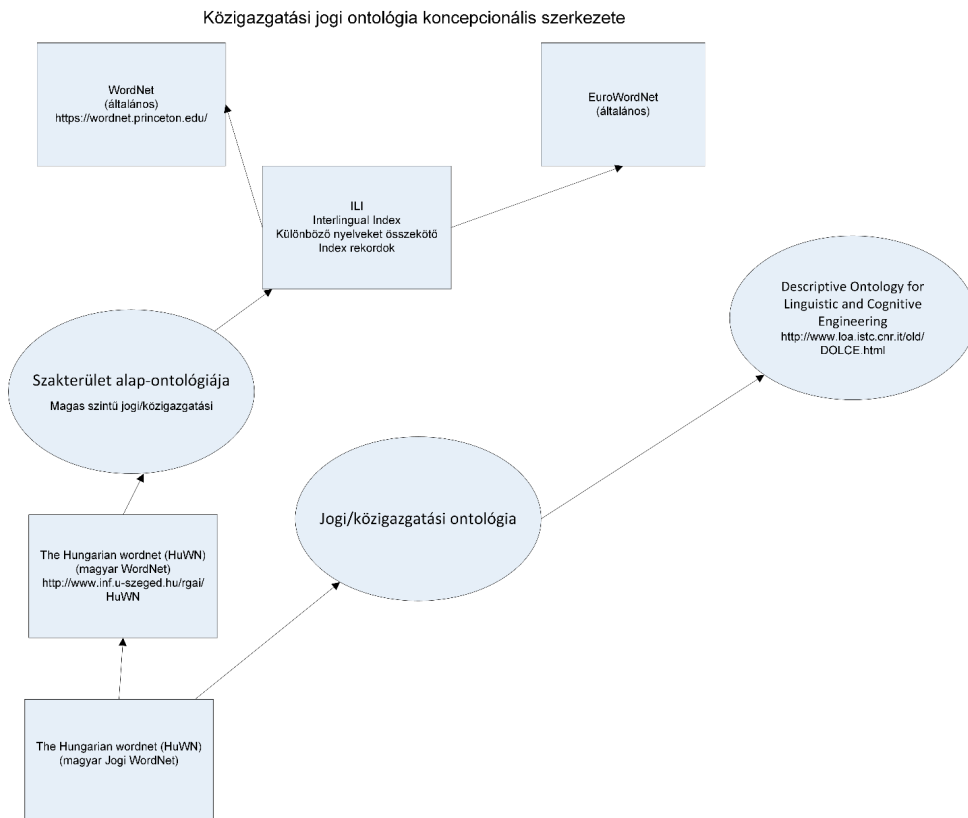 Közigazgatási jogi ontológia koncepcionális szerkezete
WordNet
(általános)
https://wordnet.princeton.edu/
EuroWordNet
(általános)
ILI
Interlingual Index
Különböző nyelveket összekötő
Index rekordok
Descriptive Ontology for
Linguistic and Cognitive
Engineering
http://www.loa.istc.cnr.it/old/
DOLCE.html
Szakterület alap-ontológiája
Magas szintű jogi/közigazgatási
Jogi/közigazgatási ontológia
The Hungarian wordnet (HuWN)
(magyar WordNet)
http://www.inf.u-szeged.hu/rgai/
HuWN
The Hungarian wordnet (HuWN)
(magyar Jogi WordNet)